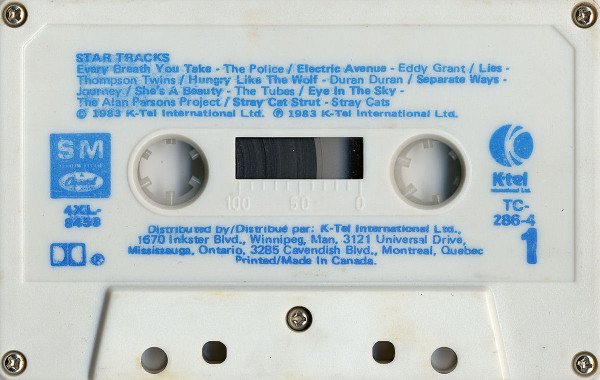 STAR TRACKS
Every Breath You Take - The Police / Electric Avenue - Eddy Grant / Lies -
Thompson Twins / Hungry Like The Wolf - Duran Duran / Separate Ways -
Journey / She's A Beauty - The Tubes / Eye In The Sky -
The Alan Parsons Project / Stray Cat Strut - Stray Cats
© 1983 K-Tel International Ltd. ℗ 1983 K-Tel International Ltd.
SM
Capitol
4XL-
K
K-tel
International Ltd.
TC-
286-4
1
100 50 0
Distributed by/Distribué par: K-Tel International Ltd.,
1670 Inkster Blvd., Winnipeg, Man. 3121 Universal Drive,
Mississauga, Ontario, 3285 Cavendish Blvd., Montreal, Quebec
Printed/Made In Canada.